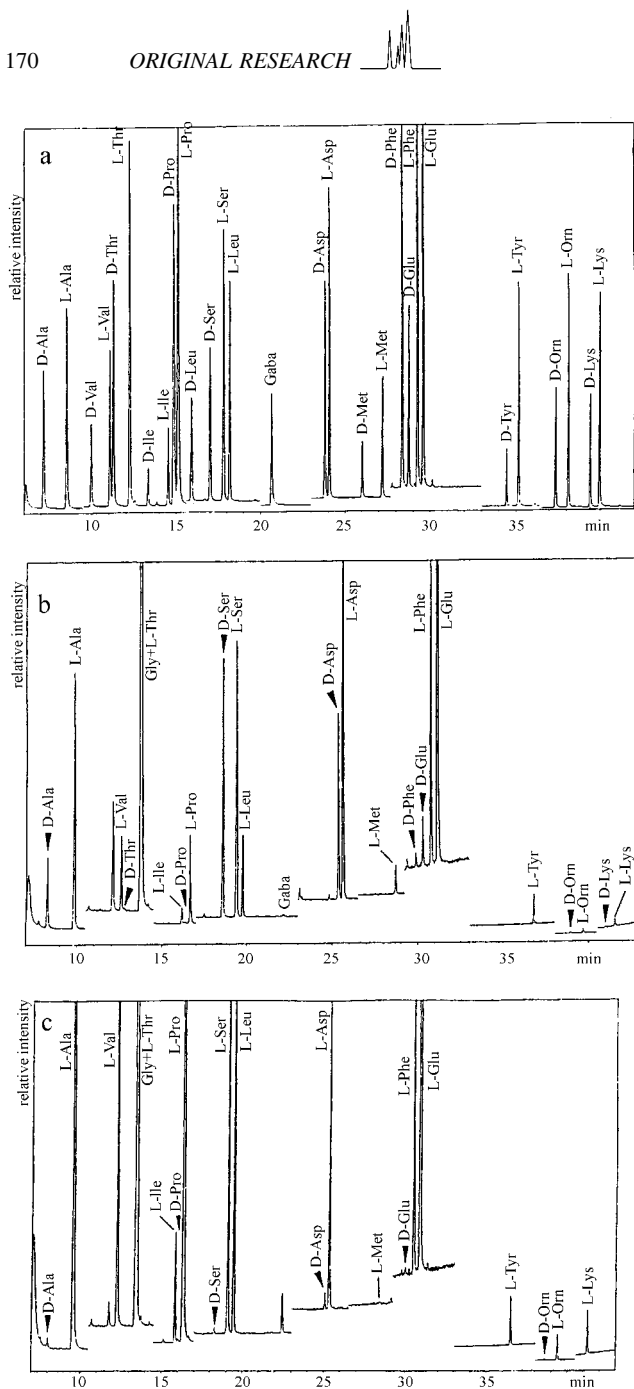 170 ORIGINAL RESEARCH
a
relative intensity
D-Ala
L-Ala
D-Val
L-Val
D-Thr
L-Thr
D-Ile
L-Ile
D-Pro
L-Pro
D-Leu
D-Ser
L-Ser
L-Leu
Gaba
D-Asp
L-Asp
D-Met
L-Met
D-Phe
D-Glu
L-Phe
L-Glu
D-Tyr
L-Tyr
D-Orn
L-Orn
D-Lys
L-Lys
10 15 20 25 30 35 min
b
relative intensity
D-Ala
L-Ala
L-Val
D-Thr
Gly+L-Thr
L-Ile
D-Pro
L-Pro
D-Ser
L-Ser
L-Leu
Gaba
D-Asp
L-Asp
L-Met
D-Phe
D-Glu
L-Phe
L-Glu
L-Tyr
D-Orn
L-Orn
D-Lys
L-Lys
10 15 20 25 30 35 min
c
relative intensity
D-Ala
L-Ala
L-Val
Gly+L-Thr
L-Ile
D-Pro
L-Pro
D-Ser
L-Ser
L-Leu
D-Asp
L-Asp
L-Met
D-Glu
L-Phe
L-Glu
L-Tyr
D-Orn
L-Orn
L-Lys
10 15 20 25 30 35 min